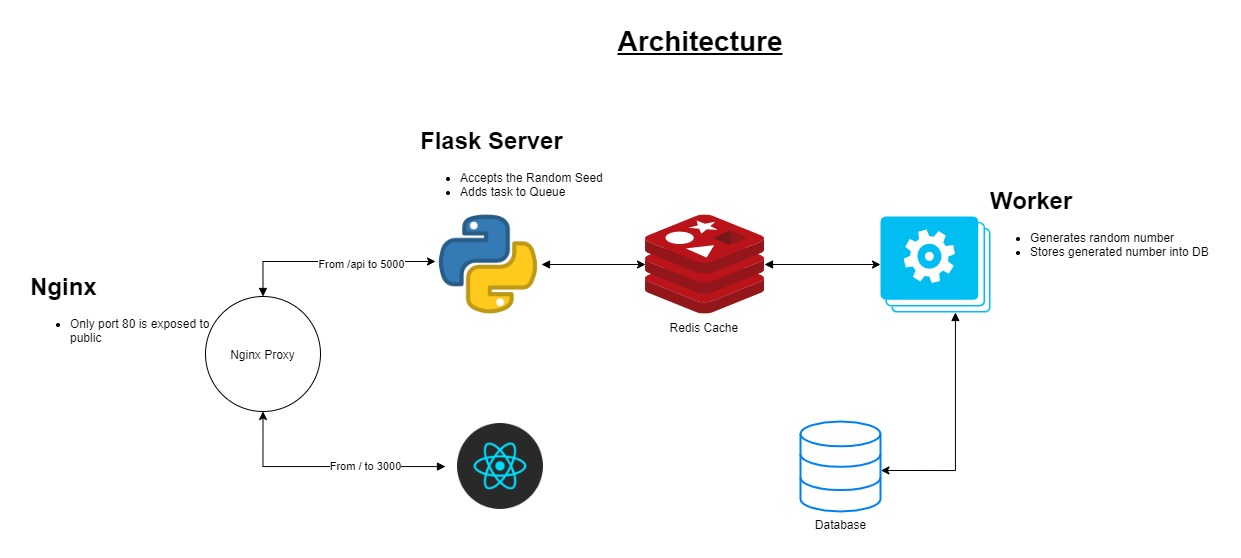 Architecture
Flask Server
Accepts the Random Seed
Adds task to Queue
Worker
Generates random number
Stores generated number into DB
From /api to 5000
Nginx
Only port 80 is exposed to
public
Nginx Proxy
Redis Cache
From / to 3000
Database